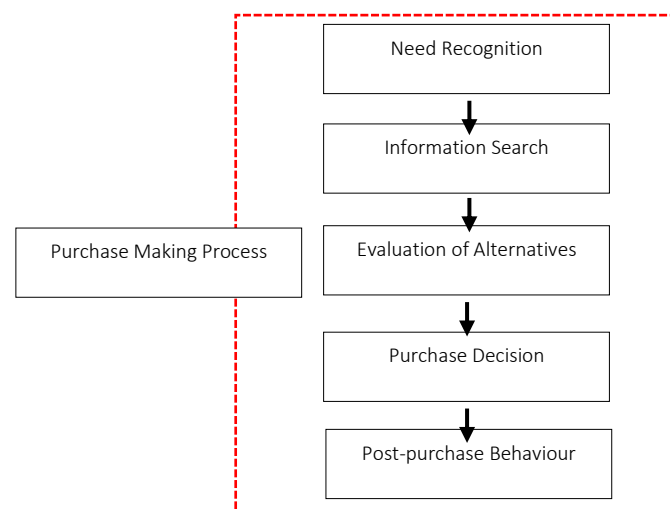 Need Recognition
Information Search
Purchase Making Process
Evaluation of Alternatives
Purchase Decision
Post-purchase Behaviour